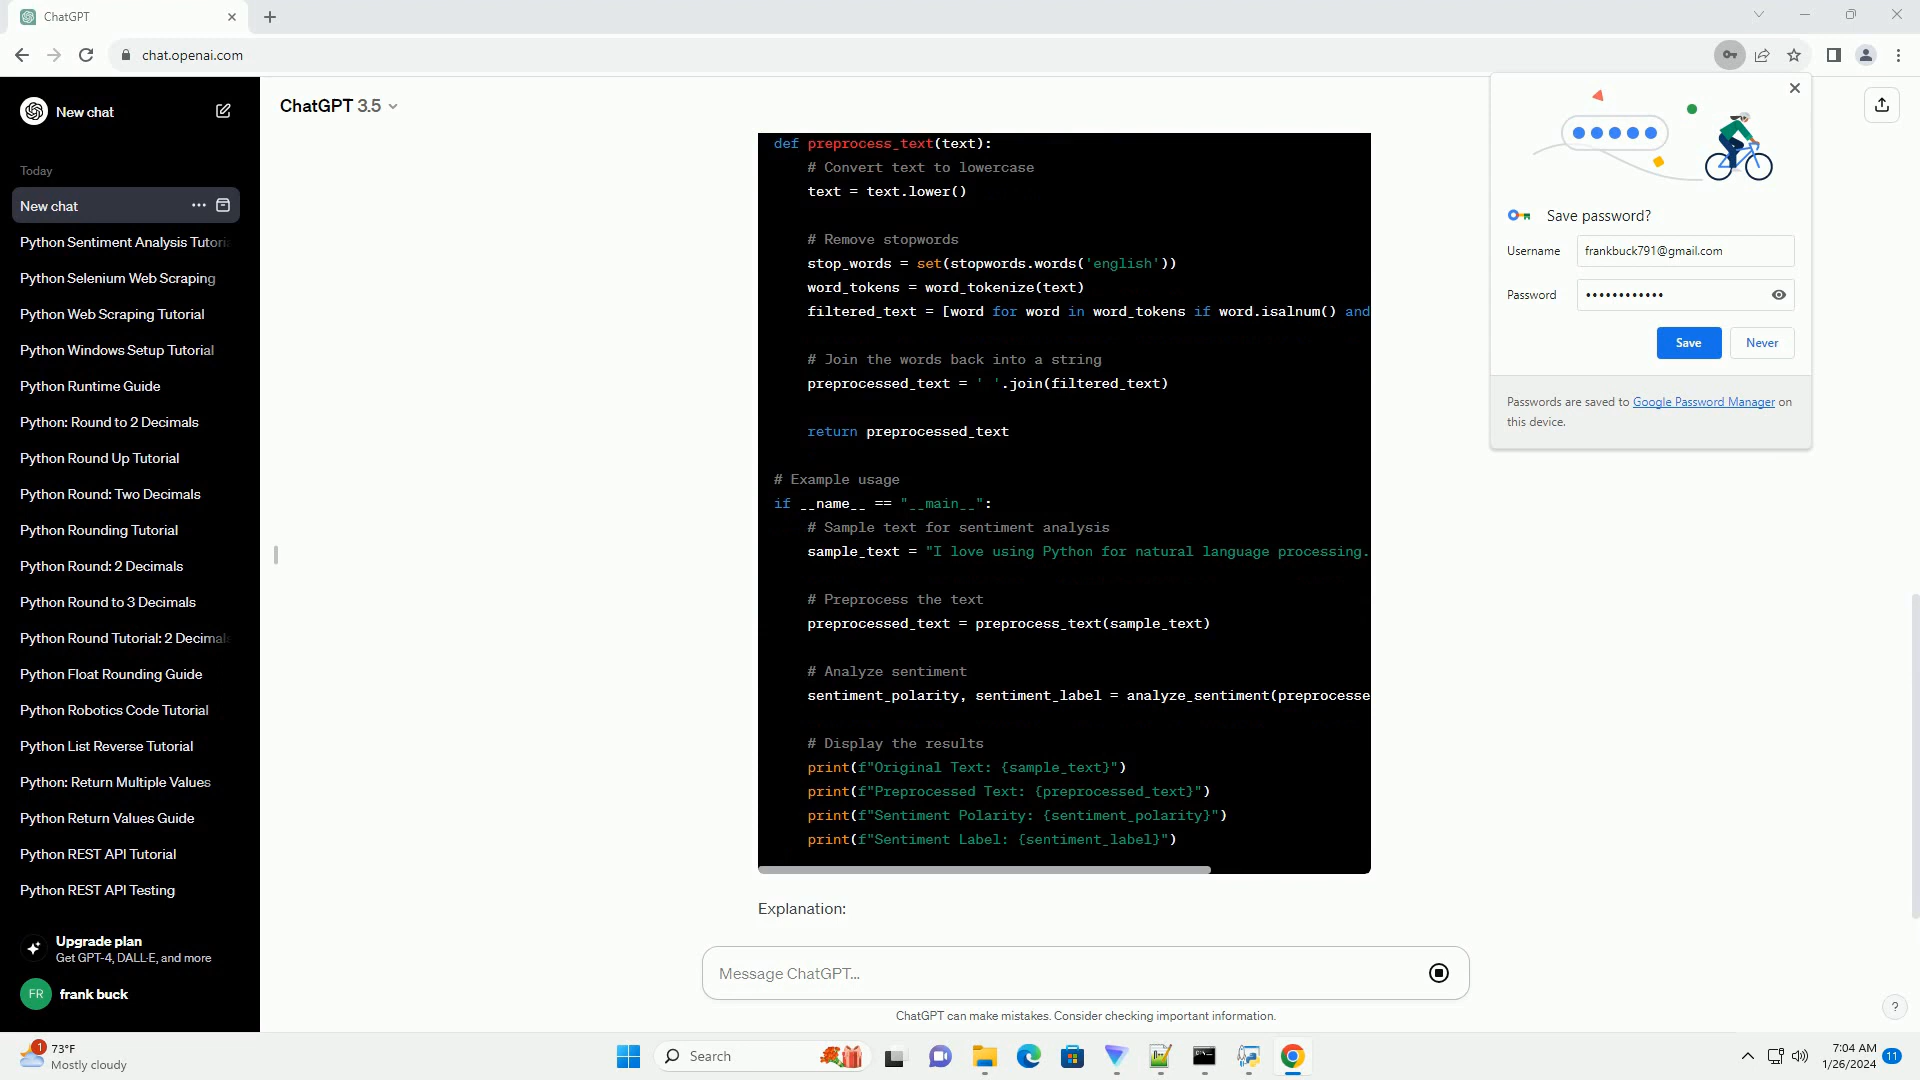 ChatGPT
chat.openai.com
New chat
Today
New chat
Python Sentiment Analysis Tutori
Python Selenium Web Scraping
Python Web Scraping Tutorial
Python Windows Setup Tutorial
Python Runtime Guide
Python: Round to 2 Decimals
Python Round Up Tutorial
Python Round: Two Decimals
Python Rounding Tutorial
Python Round: 2 Decimals
Python Round to 3 Decimals
Python Round Tutorial: 2 Decimals
Python Float Rounding Guide
Python Robotics Code Tutorial
Python List Reverse Tutorial
Python: Return Multiple Values
Python Return Values Guide
Python REST API Tutorial
Python REST API Testing
Upgrade plan
Get GPT-4, DALL·E, and more
FR frank buck
ChatGPT 3.5
def preprocess_text(text):
# Convert text to lowercase
text = text.lower()
# Remove stopwords
stop_words = set(stopwords.words('english'))
word_tokens = word_tokenize(text)
filtered_text = [word for word in word_tokens if word.isalnum() and
# Join the words back into a string
preprocessed_text = ' '.join(filtered_text)
return preprocessed_text
# Example usage
if __name__ == "__main__":
# Sample text for sentiment analysis
sample_text = "I love using Python for natural language processing.
# Preprocess the text
preprocessed_text = preprocess_text(sample_text)
# Analyze sentiment
sentiment_polarity, sentiment_label = analyze_sentiment(preprocesse
# Display the results
print(f"Original Text: {sample_text}")
print(f"Preprocessed Text: {preprocessed_text}")
print(f"Sentiment Polarity: {sentiment_polarity}")
print(f"Sentiment Label: {sentiment_label}")
Explanation:
Message ChatGPT...
ChatGPT can make mistakes. Consider checking important information.
?
Save password?
Username frankbuck791@gmail.com
Password ••••••••••••
Save Never
Passwords are saved to Google Password Manager on
this device.
1
73°F
Mostly cloudy
Search
7:04 AM
1/26/2024
11